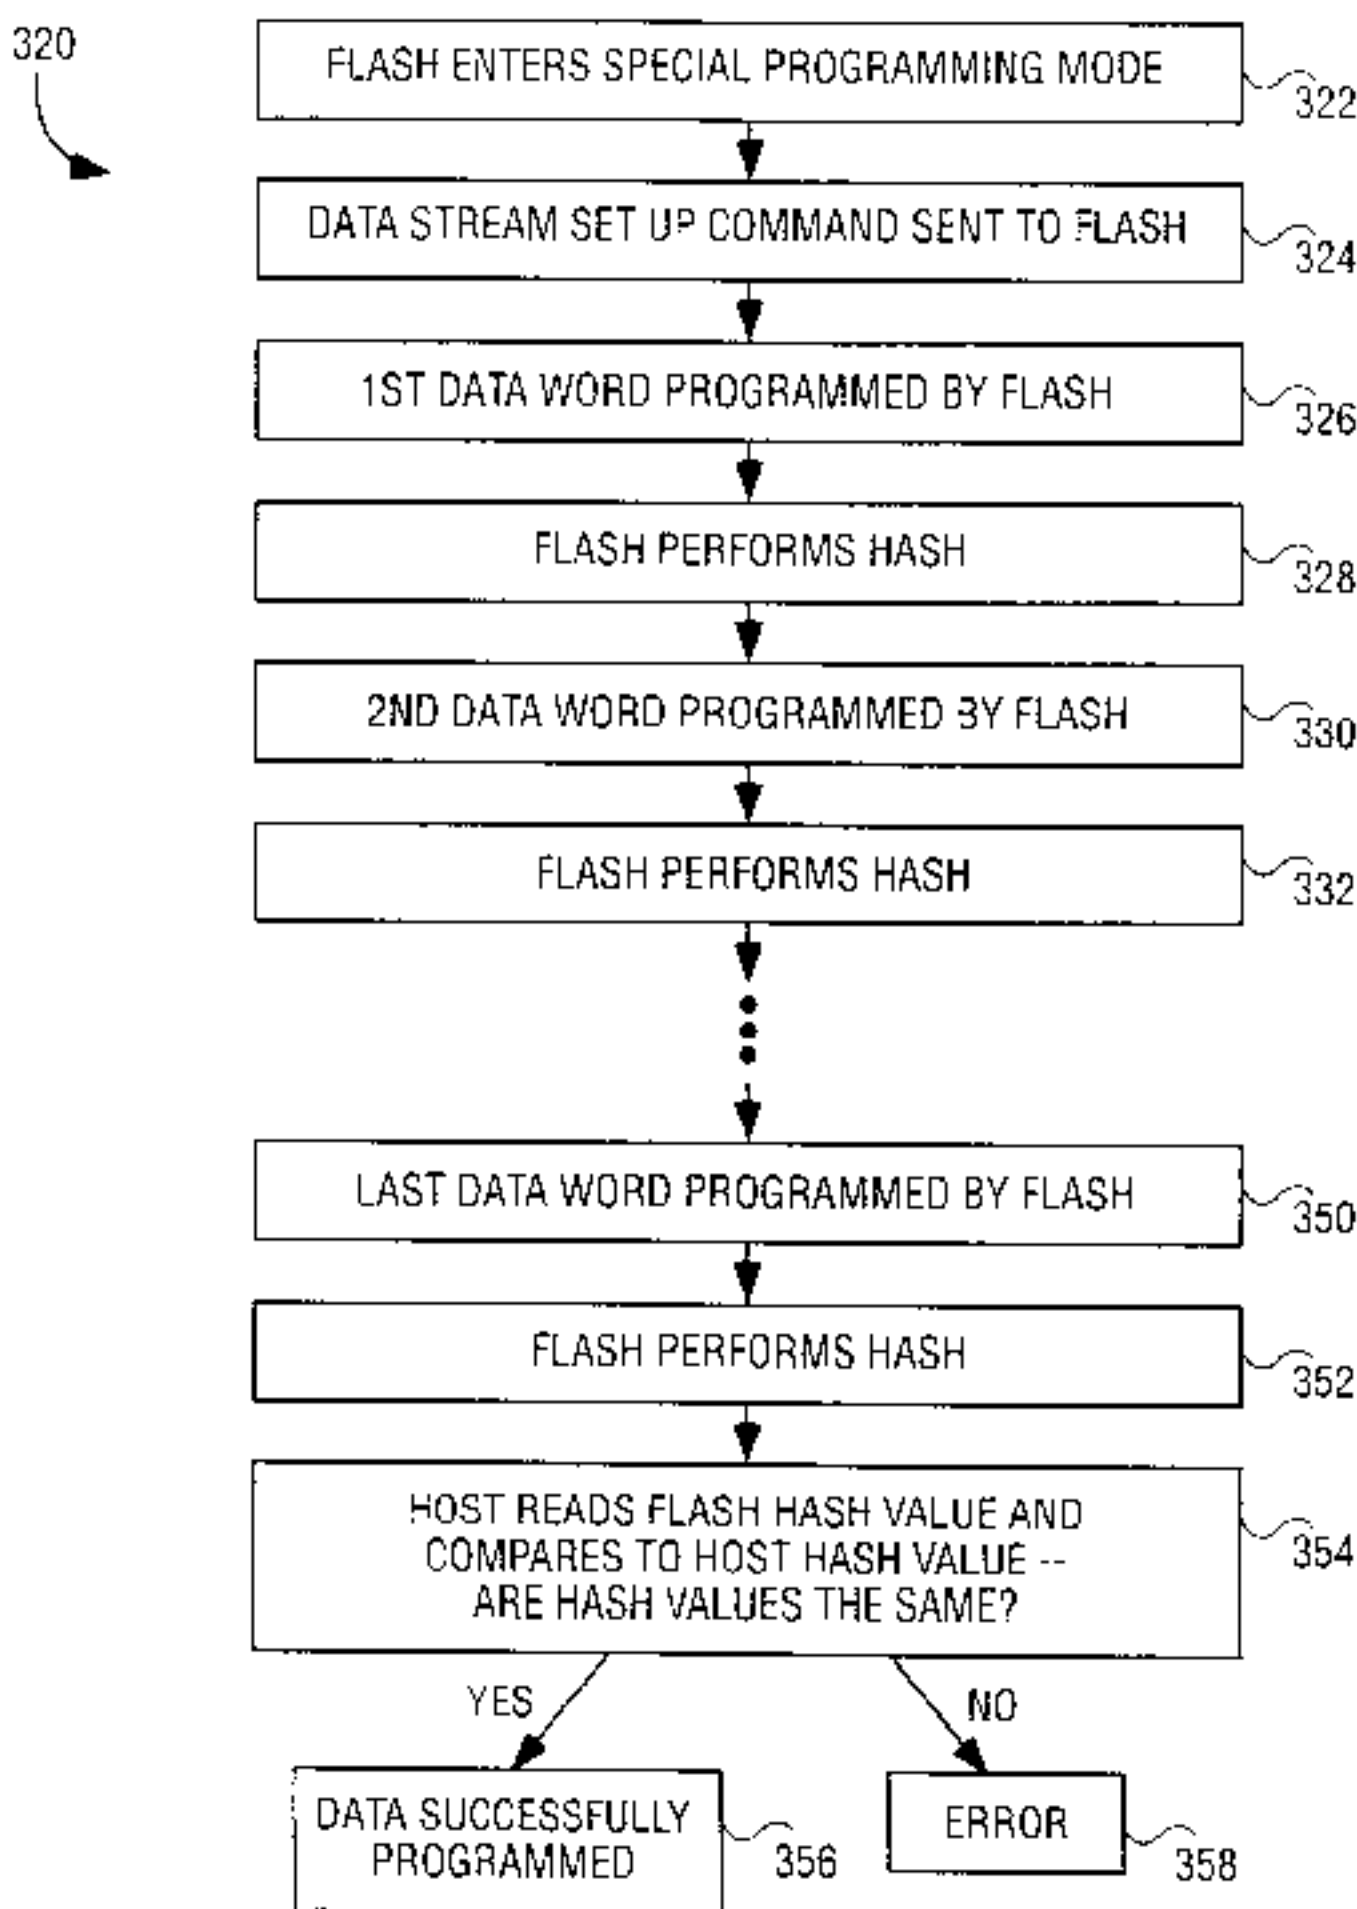 320
FLASH ENTERS SPECIAL PROGRAMMING MODE
322
DATA STREAM SET UP COMMAND SENT TO FLASH
324
1ST DATA WORD PROGRAMMED BY FLASH
326
FLASH PERFORMS HASH
328
2ND DATA WORD PROGRAMMED BY FLASH
330
FLASH PERFORMS HASH
332
LAST DATA WORD PROGRAMMED BY FLASH
350
FLASH PERFORMS HASH
352
HOST READS FLASH HASH VALUE AND
COMPARES TO HOST HASH VALUE --
ARE HASH VALUES THE SAME?
354
YES
NO
DATA SUCCESSFULLY
PROGRAMMED
356
ERROR
358